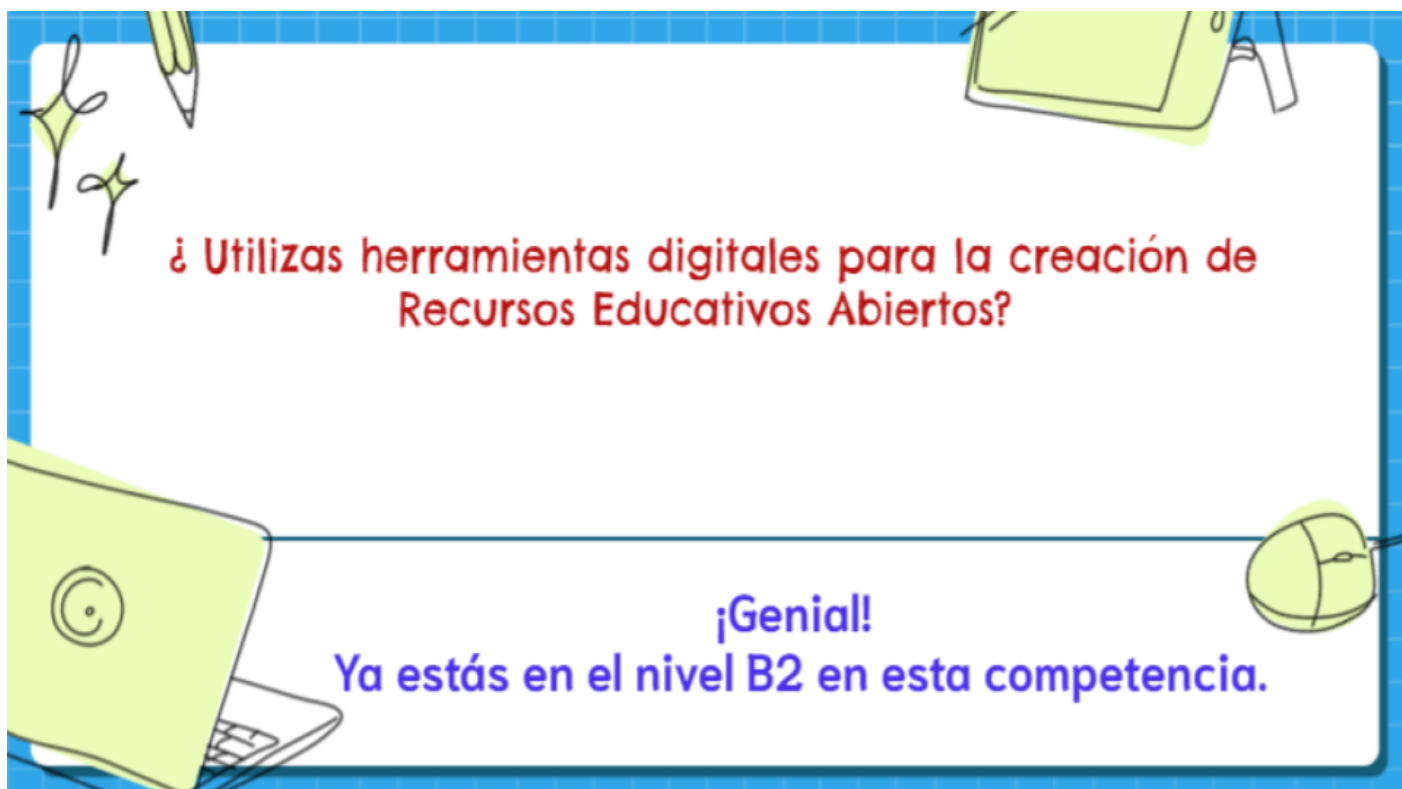 ¿ Utilizas herramientas digitales para la creación de
Recursos Educativos Abiertos?
¡Genial!
Ya estás en el nivel B2 en esta competencia.